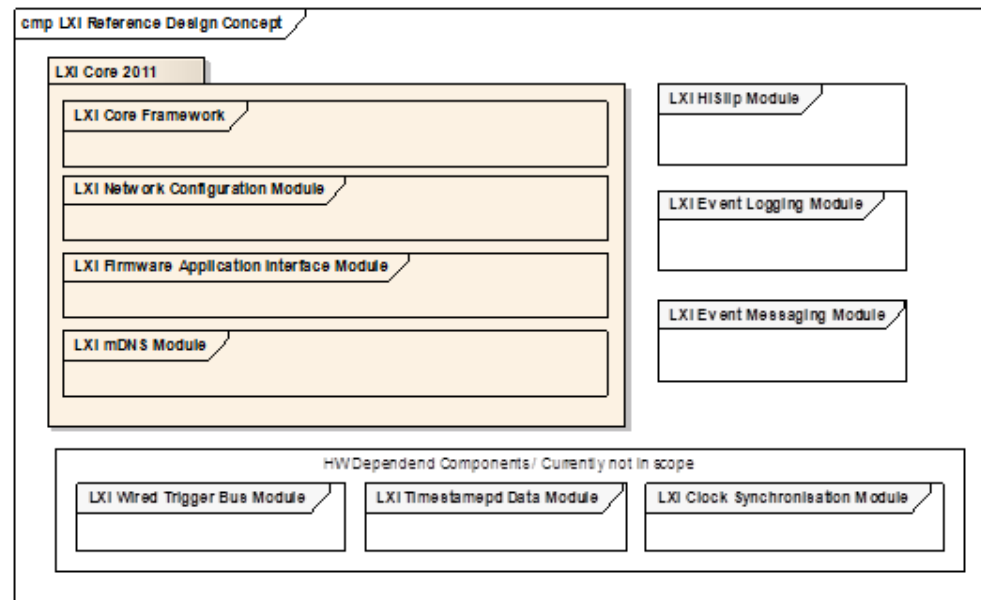 cmp LXI Reference Design Concept
LXI Core 2011
LXI Core Framework
LXI Network Configuration Module
LXI Firmware Application Interface Module
LXI mDNS Module
LXI HiSlip Module
LXI Event Logging Module
LXI Event Messaging Module
HW Dependend Components / Currently not in scope
LXI Wired Trigger Bus Module
LXI Timestamepd Data Module
LXI Clock Synchronisation Module